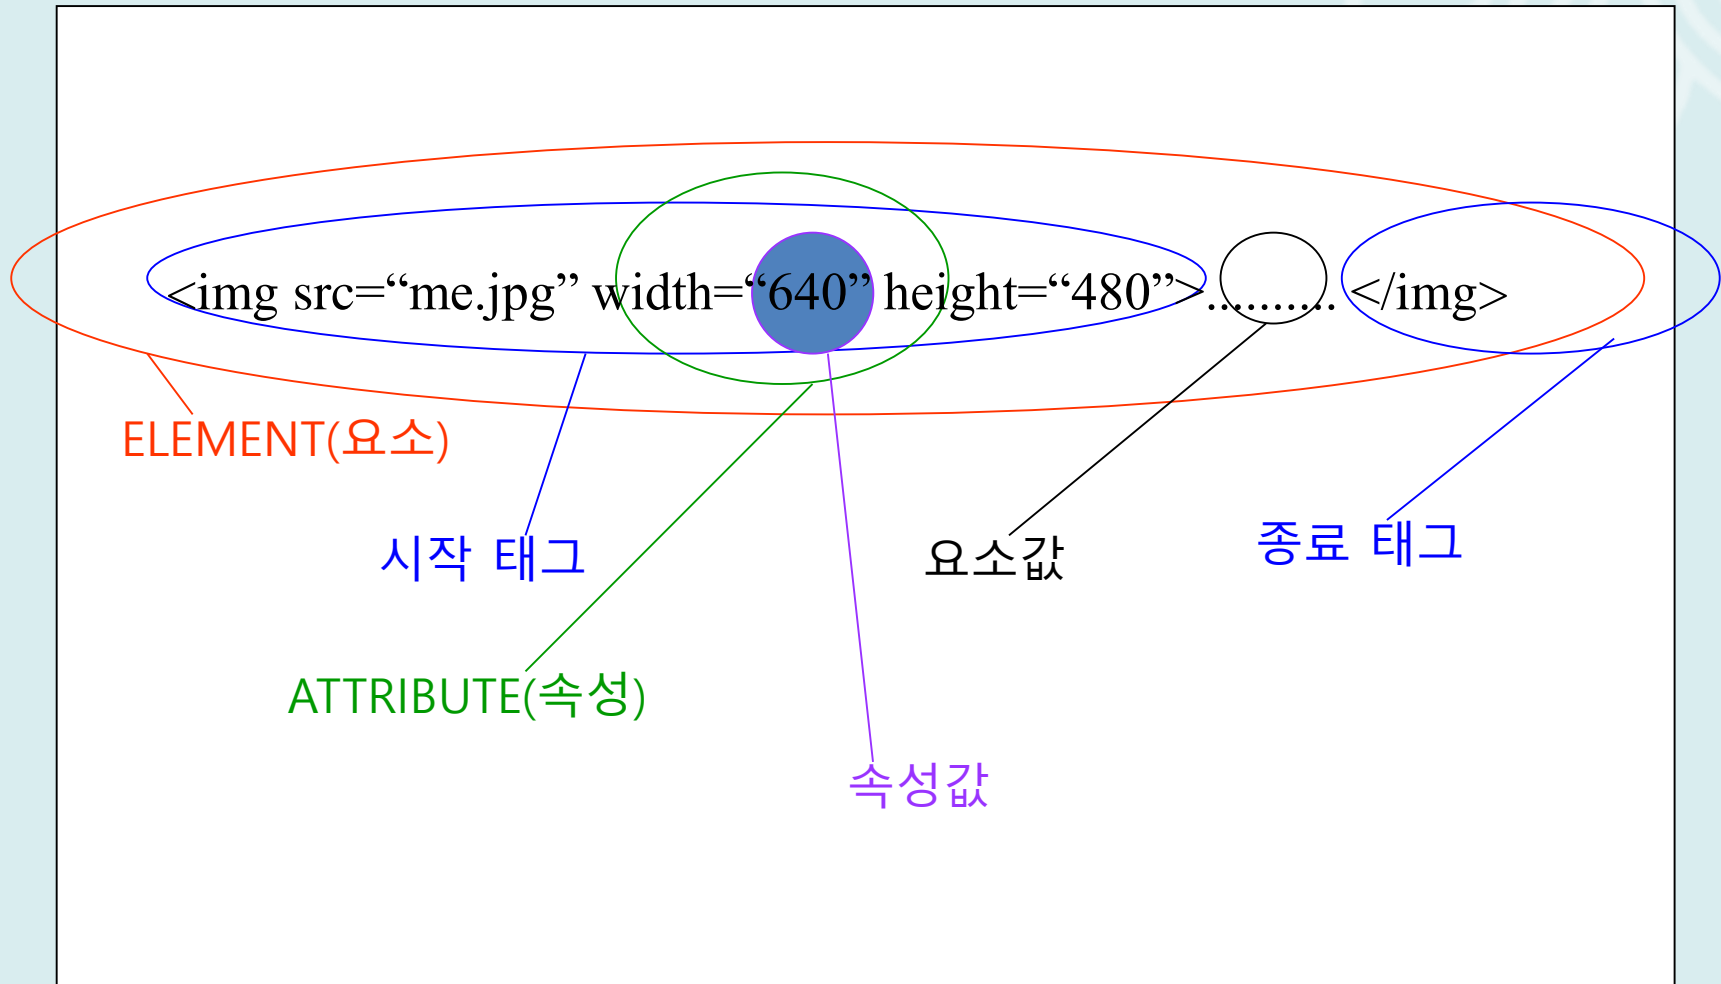 <img src=“me.jpg” width=“640” height=“480”>.......... </img>
ELEMENT(요소)
시작 태그
요소값
종료 태그
ATTRIBUTE(속성)
속성값